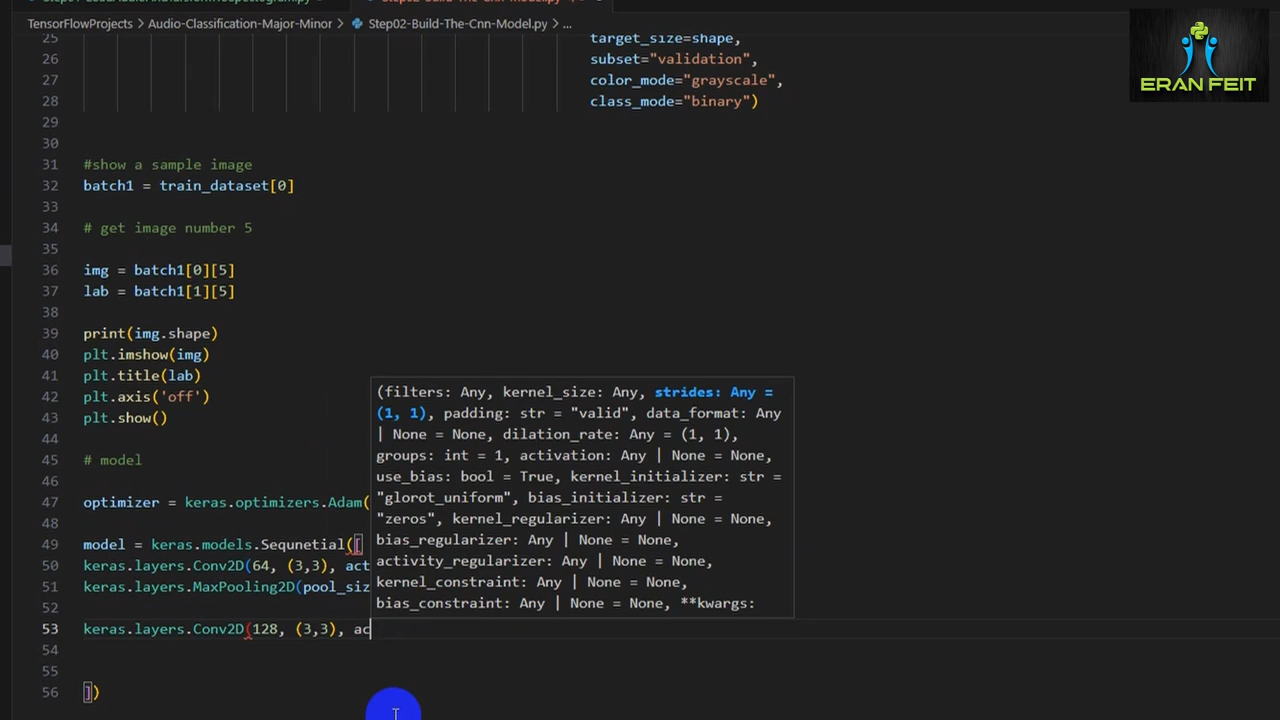 TensorFlowProjects > Audio-Classification-Major-Minor > Step02-Build-The-Cnn-Model.py > ...
ERAN FEIT
25 target_size=shape,
26 subset="validation",
27 color_mode="grayscale",
28 class_mode="binary")
29
30
31 #show a sample image
32 batch1 = train_dataset[0]
33
34 # get image number 5
35
36 img = batch1[0][5]
37 lab = batch1[1][5]
38
39 print(img.shape)
40 plt.imshow(img)
41 plt.title(lab)
42 plt.axis('off')
43 plt.show()
44
45 # model
46
47 optimizer = keras.optimizers.Adam(
48
49 model = keras.models.Sequnetial([
50 keras.layers.Conv2D(64, (3,3), act
51 keras.layers.MaxPooling2D(pool_siz
52
53 keras.layers.Conv2D(128, (3,3), ac
54
55
56 ])
(filters: Any, kernel_size: Any, strides: Any =
(1, 1), padding: str = "valid", data_format: Any
| None = None, dilation_rate: Any = (1, 1),
groups: int = 1, activation: Any | None = None,
use_bias: bool = True, kernel_initializer: str =
"glorot_uniform", bias_initializer: str =
"zeros", kernel_regularizer: Any | None = None,
bias_regularizer: Any | None = None,
activity_regularizer: Any | None = None,
kernel_constraint: Any | None = None,
bias_constraint: Any | None = None, **kwargs: